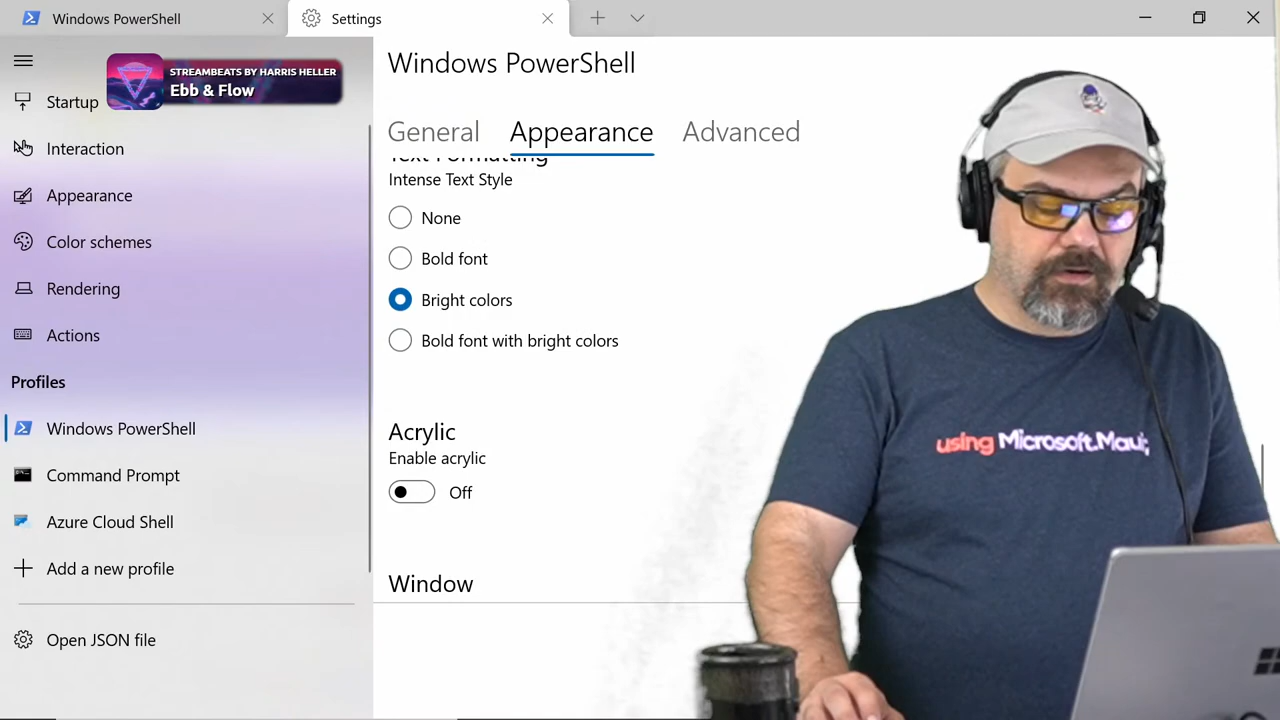 Windows PowerShell
Settings
STREAMBEATS BY HARRIS HELLER
Ebb & Flow
Startup
Interaction
Appearance
Color schemes
Rendering
Actions
Profiles
Windows PowerShell
Command Prompt
Azure Cloud Shell
Add a new profile
Open JSON file
Windows PowerShell
General Appearance Advanced
Text Formatting
Intense Text Style
None
Bold font
Bright colors
Bold font with bright colors
Acrylic
Enable acrylic
Off
Window
using Microsoft.Maui;